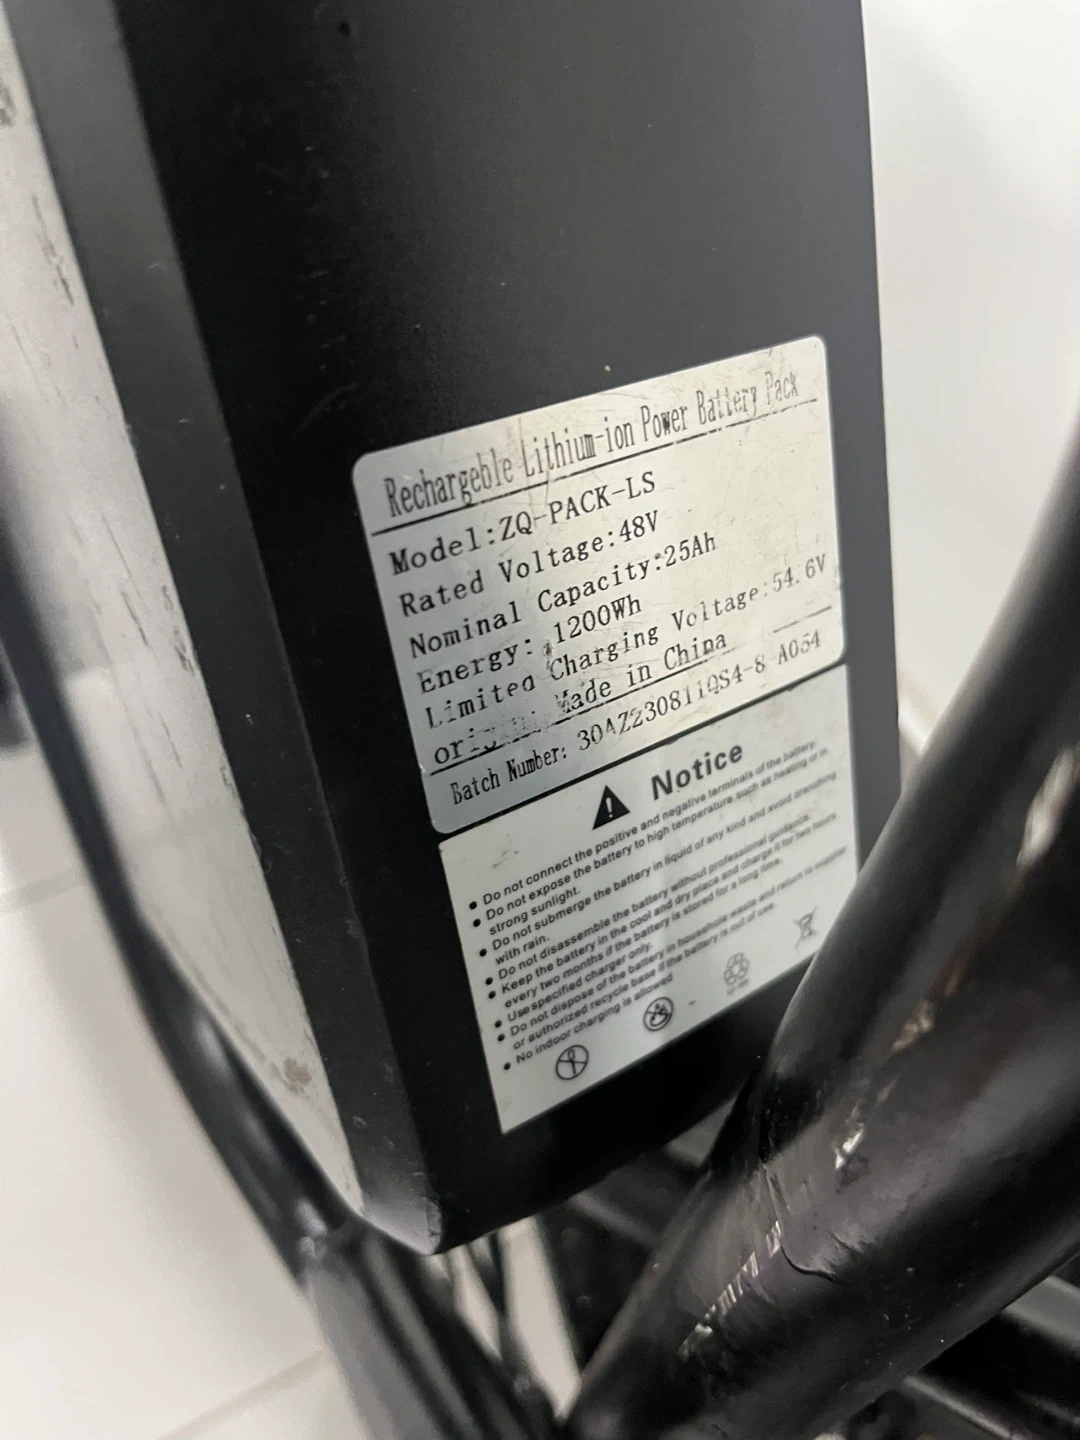 Rechargeble Lithium-ion Power Battery Pack
Model:ZQ-PACK-LS
Rated Voltage:48V
Nominal Capacity:25Ah
Energy: 1200Wh
Limited Charging Voltage:54.6V
Made in China
Batch Number: 30AZ230811QS4-8 A054
Notice
• Do not connect the positive and negative terminals of the battery.
• Do not expose the battery to high temperature such as heating or in
strong sunlight.
• Do not submerge the battery in liquid of any kind and avoid drenching
with rain.
• Do not disassemble the battery without professional guidance.
• Keep the battery in the cool and dry place and charge it for two hours
every two months if the battery is stored for a long time.
• Use specified charger only.
• Do not dispose of the battery in household waste and return to supplier
or authorized recycle base if the battery is out of use.
• No indoor charging is allowed